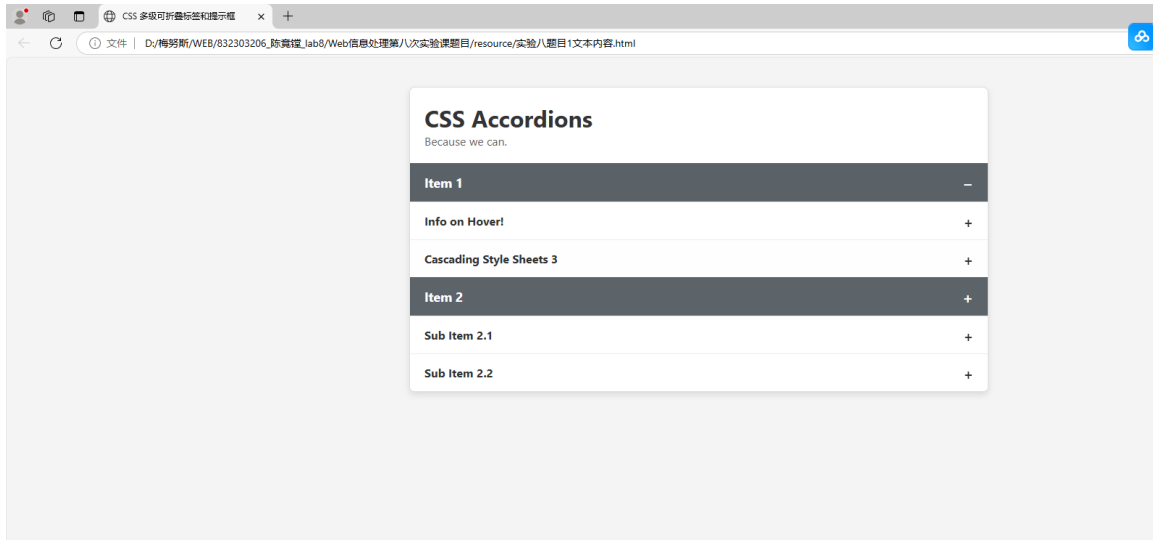 CSS 多级可折叠标签和提示框
文件 D:/梅努斯/WEB/832303206_陈竟镗_lab8/Web信息处理第八次实验课题目/resource/实验八题目1文本内容.html
CSS Accordions
Because we can.
Item 1 −
Info on Hover! +
Cascading Style Sheets 3 +
Item 2 +
Sub Item 2.1 +
Sub Item 2.2 +